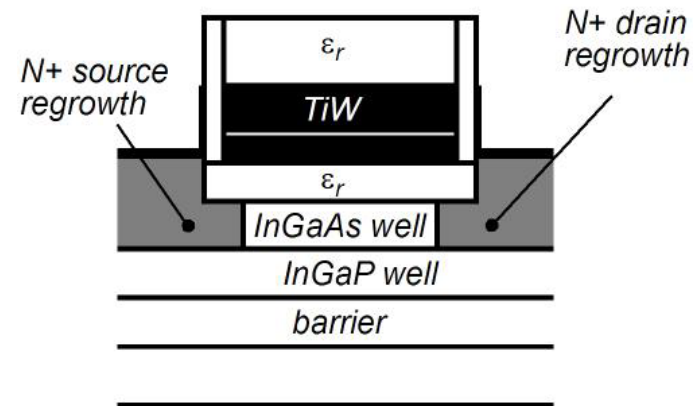 εr
N+ drain
regrowth
N+ source
regrowth
TiW
εr
InGaAs well
InGaP well
barrier